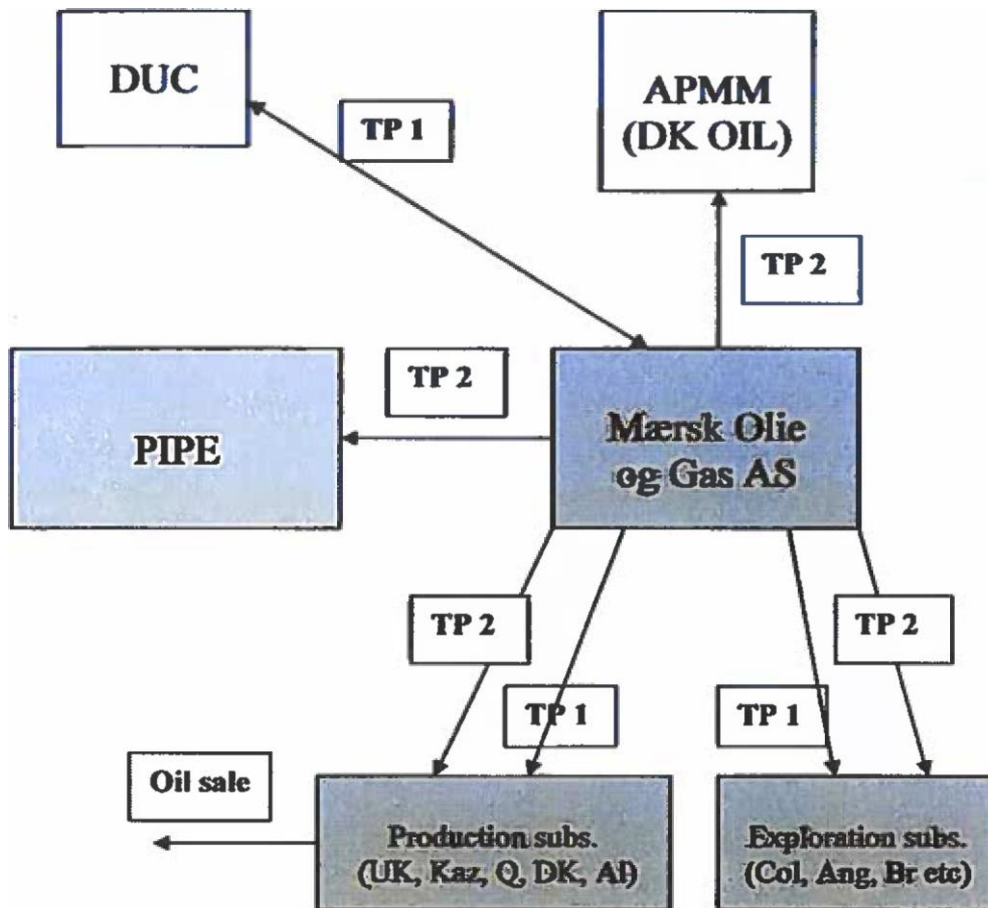 DUC
APMM
(DK OIL)
TP 1
TP 2
TP 2
PIPE
Mærsk Olie
og Gas AS
TP 2
TP 2
TP 1
TP 1
Oil sale
Production subs.
(UK, Kaz, Q, DK, Al)
Exploration subs.
(Col, Ang, Br etc)